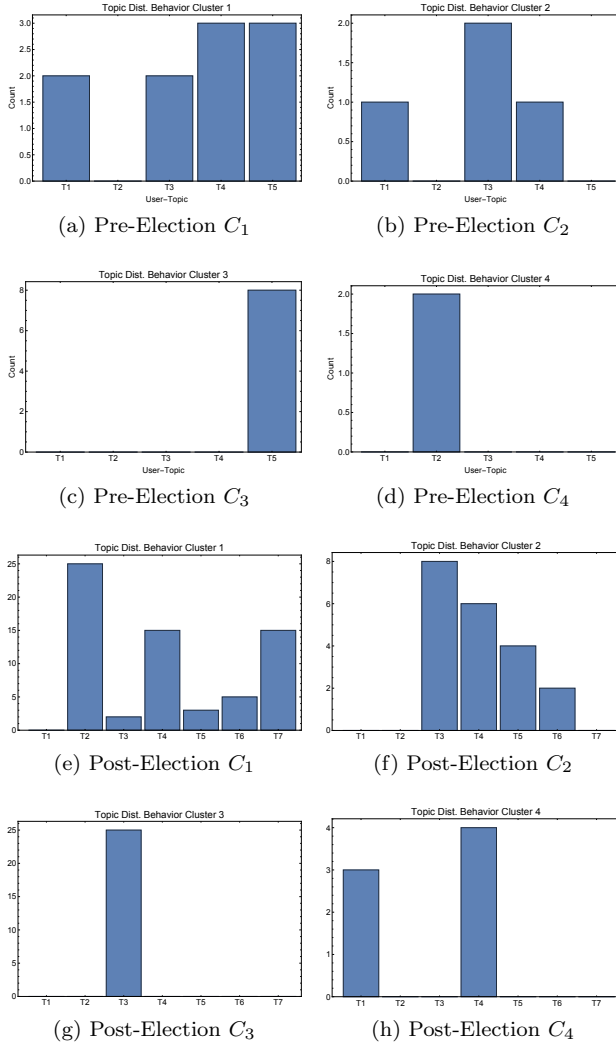 Topic Dist. Behavior Cluster 1
3.0
2.5
2.0
1.5
1.0
0.5
0.0
Count
T1 T2 T3 T4 T5
User-Topic
(a) Pre-Election C₁
Topic Dist. Behavior Cluster 2
2.0
1.5
1.0
0.5
0.0
Count
T1 T2 T3 T4 T5
User-Topic
(b) Pre-Election C₂
Topic Dist. Behavior Cluster 3
8
6
4
2
0
Count
T1 T2 T3 T4 T5
User-Topic
(c) Pre-Election C₃
Topic Dist. Behavior Cluster 4
2.0
1.5
1.0
0.5
0.0
Count
T1 T2 T3 T4 T5
User-Topic
(d) Pre-Election C₄
Topic Dist. Behavior Cluster 1
25
20
15
10
5
0
T1 T2 T3 T4 T5 T6 T7
(e) Post-Election C₁
Topic Dist. Behavior Cluster 2
8
6
4
2
0
T1 T2 T3 T4 T5 T6 T7
(f) Post-Election C₂
Topic Dist. Behavior Cluster 3
25
20
15
10
5
0
T1 T2 T3 T4 T5 T6 T7
(g) Post-Election C₃
Topic Dist. Behavior Cluster 4
4
3
2
1
0
T1 T2 T3 T4 T5 T6 T7
(h) Post-Election C₄